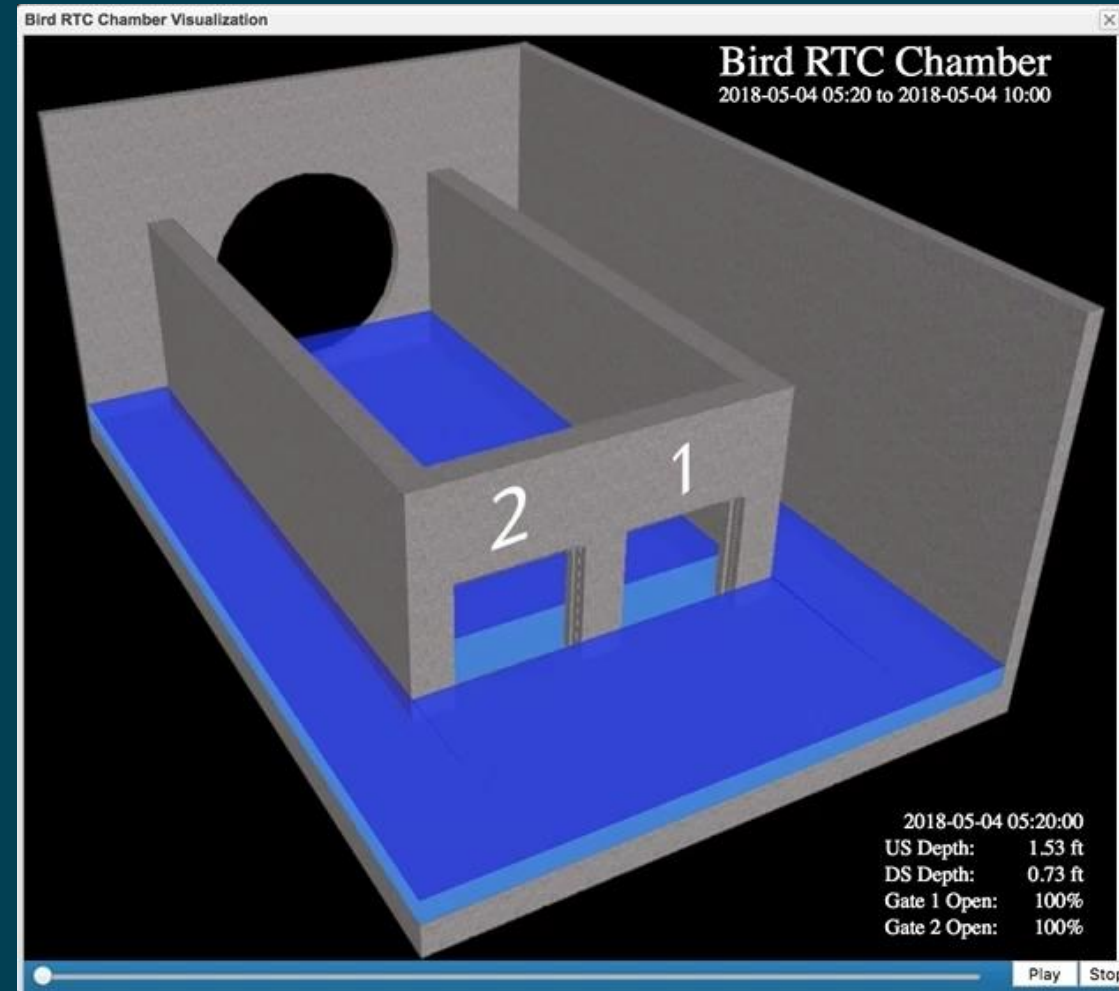 Bird RTC Chamber Visualization
Bird RTC Chamber
2018-05-04 05:20 to 2018-05-04 10:00
2 1
2018-05-04 05:20:00
US Depth: 1.53 ft
DS Depth: 0.73 ft
Gate 1 Open: 100%
Gate 2 Open: 100%
Play Stop